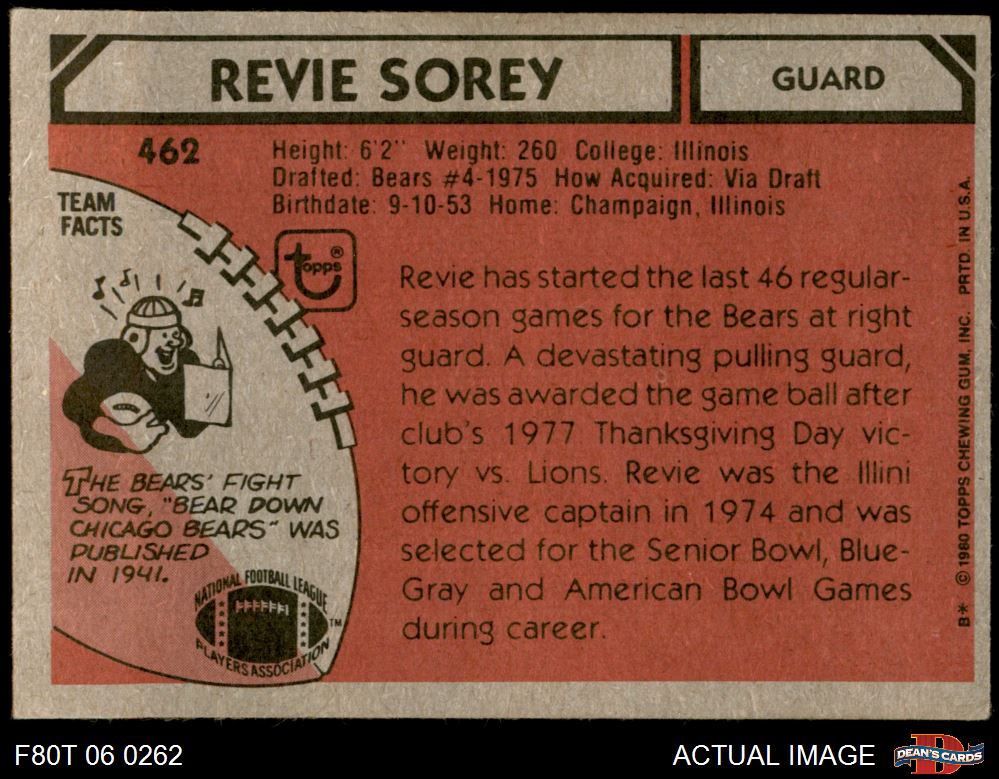 REVIE SOREY
GUARD
462
Height: 6'2" Weight: 260 College: Illinois
Drafted: Bears #4-1975 How Acquired: Via Draft
Birthdate: 9-10-53 Home: Champaign, Illinois
TEAM
FACTS
topps®
Revie has started the last 46 regular-
season games for the Bears at right
guard. A devastating pulling guard,
he was awarded the game ball after
club's 1977 Thanksgiving Day vic-
tory vs. Lions. Revie was the Illini
offensive captain in 1974 and was
selected for the Senior Bowl, Blue-
Gray and American Bowl Games
during career.
THE BEARS' FIGHT
SONG, "BEAR DOWN
CHICAGO BEARS" WAS
PUBLISHED
IN 1941.
NATIONAL FOOTBALL LEAGUE
PLAYERS ASSOCIATION
TM
B* © 1980 TOPPS CHEWING GUM, INC. PRTD. IN U.S.A.
F80T 06 0262
ACTUAL IMAGE
DEAN'S CARDS